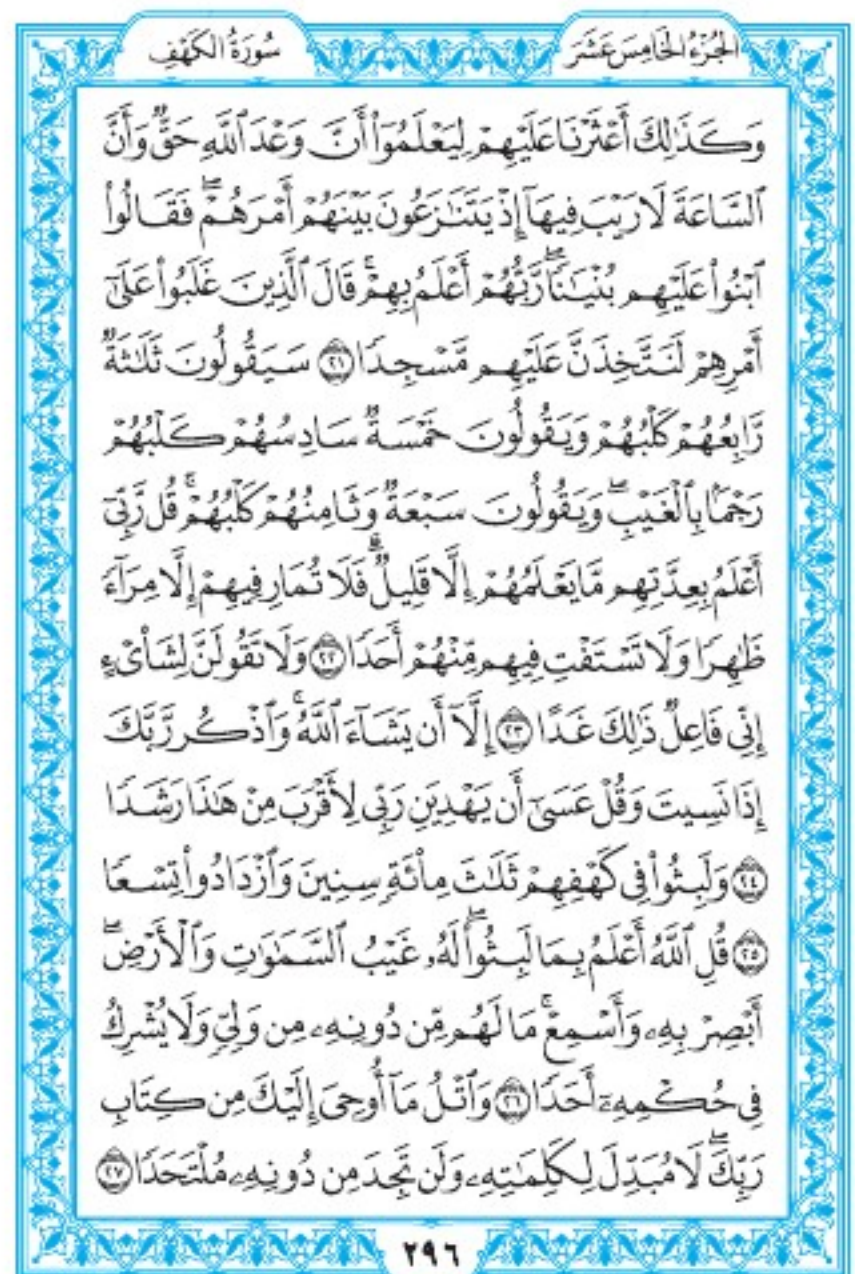 الجُزْءُ الخَامِسَ عَشَرَ
سُورَةُ الكَهْفِ
وَكَذَٰلِكَ أَعْثَرْنَا عَلَيْهِمْ لِيَعْلَمُوٓا۟ أَنَّ وَعْدَ ٱللَّهِ حَقٌّ وَأَنَّ
ٱلسَّاعَةَ لَا رَيْبَ فِيهَآ إِذْ يَتَنَٰزَعُونَ بَيْنَهُمْ أَمْرَهُمْ ۖ فَقَالُوا۟
ٱبْنُوا۟ عَلَيْهِم بُنْيَٰنًا ۖ رَّبُّهُمْ أَعْلَمُ بِهِمْ ۚ قَالَ ٱلَّذِينَ غَلَبُوا۟ عَلَىٰٓ
أَمْرِهِمْ لَنَتَّخِذَنَّ عَلَيْهِم مَّسْجِدًا ٢١ سَيَقُولُونَ ثَلَٰثَةٌ
رَّابِعُهُمْ كَلْبُهُمْ وَيَقُولُونَ خَمْسَةٌ سَادِسُهُمْ كَلْبُهُمْ
رَجْمًۢا بِٱلْغَيْبِ ۖ وَيَقُولُونَ سَبْعَةٌ وَثَامِنُهُمْ كَلْبُهُمْ ۚ قُل رَّبِّىٓ
أَعْلَمُ بِعِدَّتِهِم مَّا يَعْلَمُهُمْ إِلَّا قَلِيلٌ ۗ فَلَا تُمَارِ فِيهِمْ إِلَّا مِرَآءً
ظَٰهِرًا وَلَا تَسْتَفْتِ فِيهِم مِّنْهُمْ أَحَدًا ٢٢ وَلَا تَقُولَنَّ لِشَا۟ىْءٍ
إِنِّى فَاعِلٌ ذَٰلِكَ غَدًا ٢٣ إِلَّآ أَن يَشَآءَ ٱللَّهُ ۚ وَٱذْكُر رَّبَّكَ
إِذَا نَسِيتَ وَقُلْ عَسَىٰٓ أَن يَهْدِيَنِ رَبِّى لِأَقْرَبَ مِنْ هَٰذَا رَشَدًا
٢٤ وَلَبِثُوا۟ فِى كَهْفِهِمْ ثَلَٰثَ مِا۟ئَةٍ سِنِينَ وَٱزْدَادُوا۟ تِسْعًا
٢٥ قُلِ ٱللَّهُ أَعْلَمُ بِمَا لَبِثُوا۟ ۖ لَهُۥ غَيْبُ ٱلسَّمَٰوَٰتِ وَٱلْأَرْضِ ۖ
أَبْصِرْ بِهِۦ وَأَسْمِعْ ۚ مَا لَهُم مِّن دُونِهِۦ مِن وَلِىٍّ وَلَا يُشْرِكُ
فِى حُكْمِهِۦٓ أَحَدًا ٢٦ وَٱتْلُ مَآ أُوحِىَ إِلَيْكَ مِن كِتَابِ
رَبِّكَ ۖ لَا مُبَدِّلَ لِكَلِمَٰتِهِۦ وَلَن تَجِدَ مِن دُونِهِۦ مُلْتَحَدًا ٢٧
٢٩٦